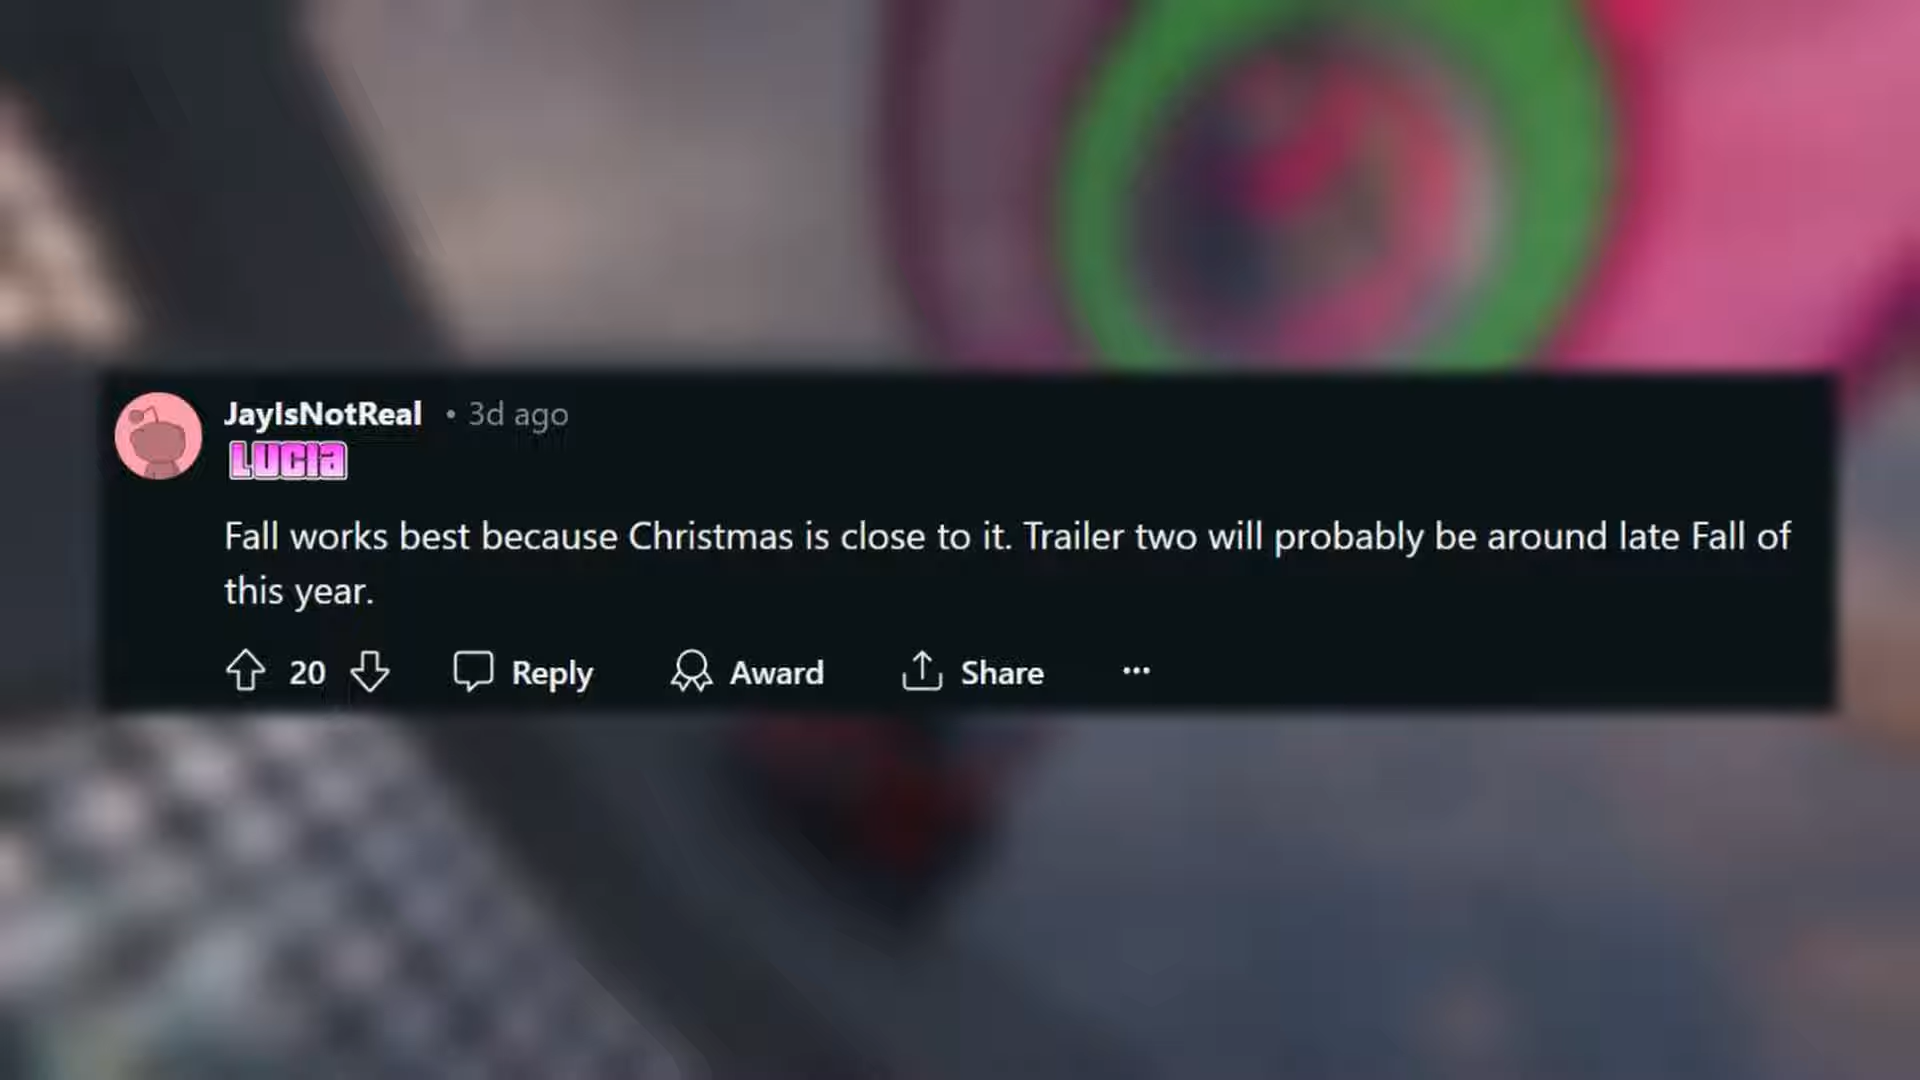 JayIsNotReal • 3d ago
LUCIA
Fall works best because Christmas is close to it. Trailer two will probably be around late Fall of
this year.
20 Reply Award Share ...